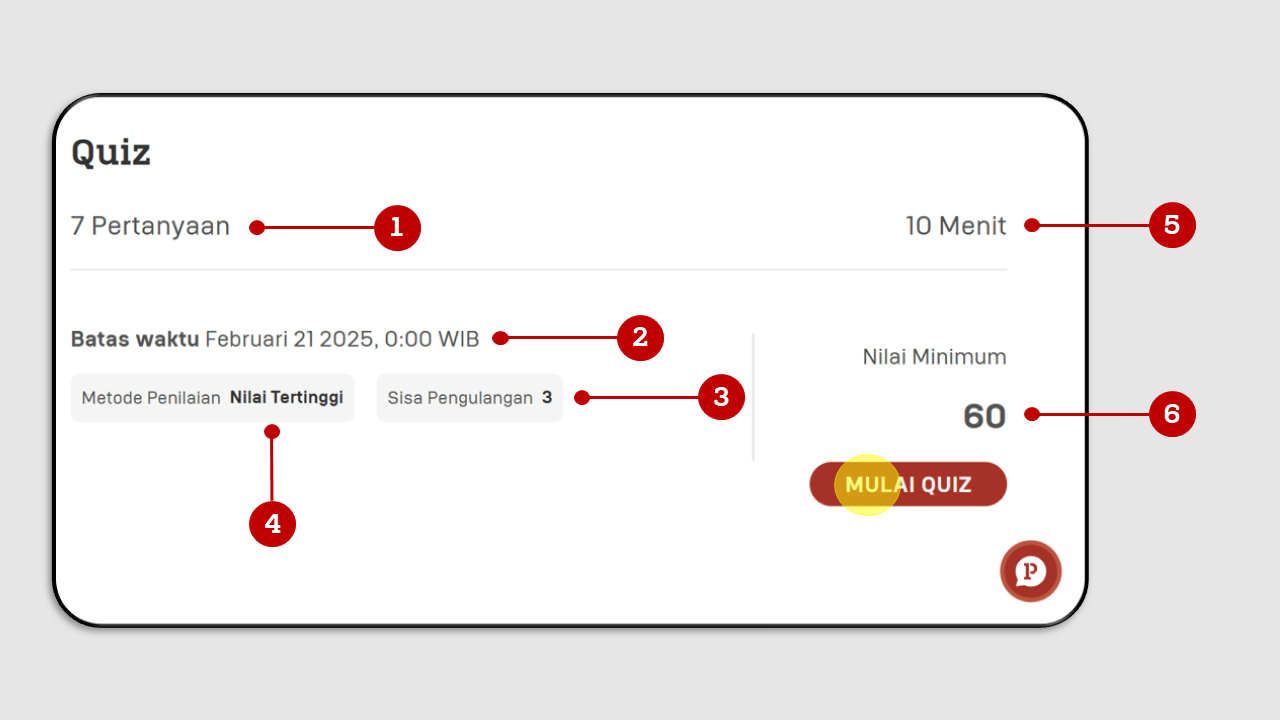 Quiz
7 Pertanyaan
1
10 Menit
5
Batas waktu Februari 21 2025, 0:00 WIB
2
Metode Penilaian Nilai Tertinggi
Sisa Pengulangan 3
3
4
Nilai Minimum
60
6
MULAI QUIZ
P